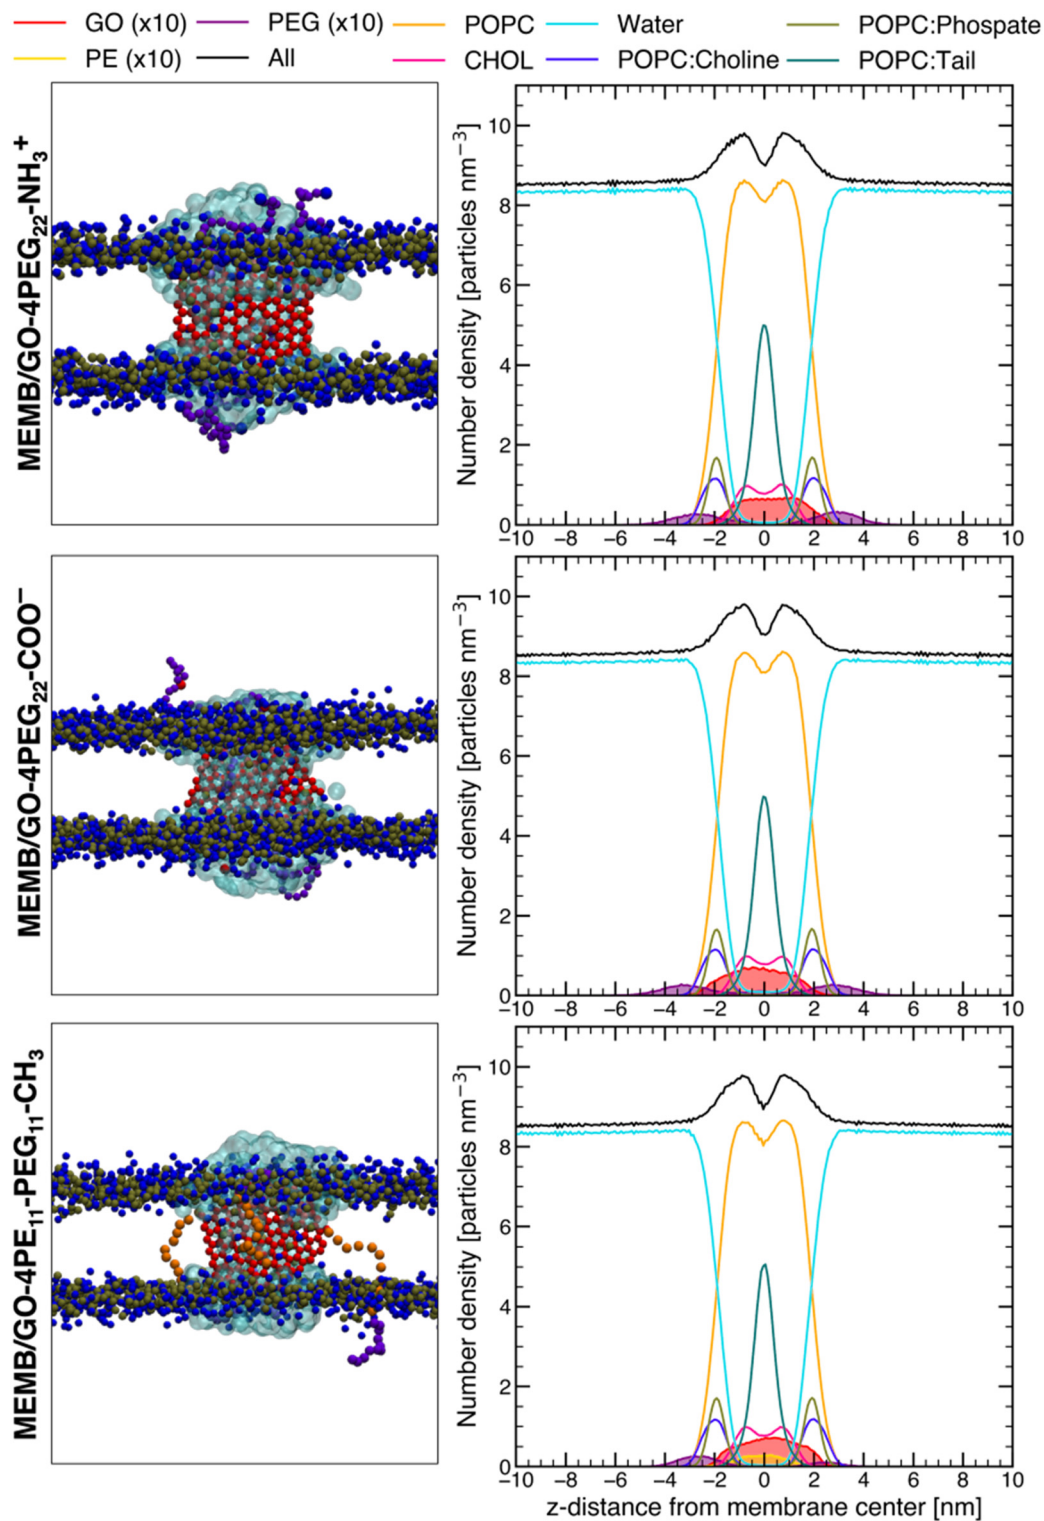 GO (x10) PEG (x10) POPC Water POPC:Phospate
PE (x10) All CHOL POPC:Choline POPC:Tail
MEMB/GO-4PEG₂₂-NH₃⁺
Number density [particles nm⁻³]
10
8
6
4
2
0
−10 −8 −6 −4 −2 0 2 4 6 8 10
MEMB/GO-4PEG₂₂-COO⁻
Number density [particles nm⁻³]
10
8
6
4
2
0
−10 −8 −6 −4 −2 0 2 4 6 8 10
MEMB/GO-4PE₁₁-PEG₁₁-CH₃
Number density [particles nm⁻³]
10
8
6
4
2
0
−10 −8 −6 −4 −2 0 2 4 6 8 10
z-distance from membrane center [nm]